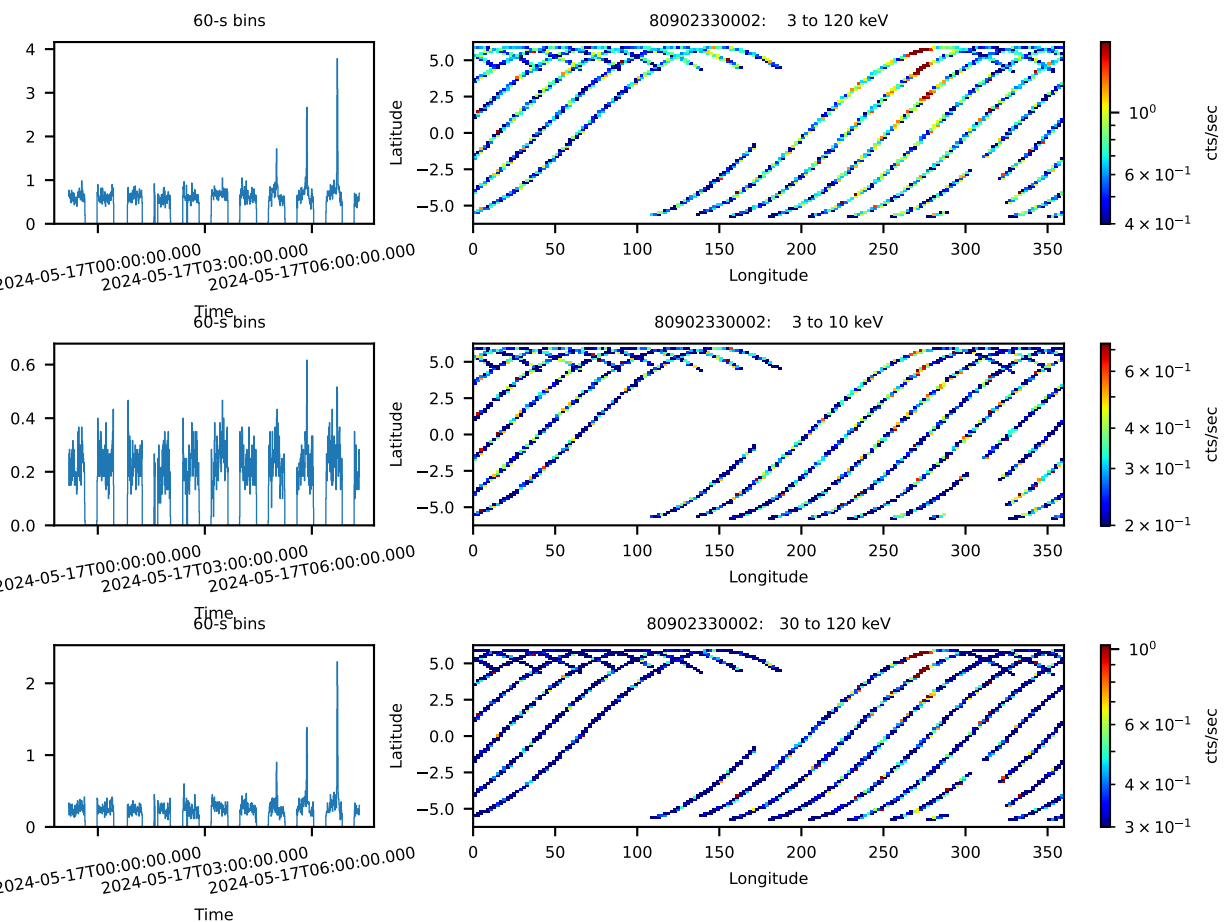 60-s bins
4
3
2
1
0
2024-05-17T00:00:00.000
2024-05-17T03:00:00.000
2024-05-17T06:00:00.000
Time
80902330002: 3 to 120 keV
Latitude
5.0
2.5
0.0
−2.5
−5.0
0 50 100 150 200 250 300 350
Longitude
10^0
6 × 10^−1
4 × 10^−1
cts/sec
60-s bins
0.6
0.4
0.2
0.0
2024-05-17T00:00:00.000
2024-05-17T03:00:00.000
2024-05-17T06:00:00.000
Time
80902330002: 3 to 10 keV
Latitude
5.0
2.5
0.0
−2.5
−5.0
0 50 100 150 200 250 300 350
Longitude
6 × 10^−1
4 × 10^−1
3 × 10^−1
2 × 10^−1
cts/sec
60-s bins
2
1
0
2024-05-17T00:00:00.000
2024-05-17T03:00:00.000
2024-05-17T06:00:00.000
Time
80902330002: 30 to 120 keV
Latitude
5.0
2.5
0.0
−2.5
−5.0
0 50 100 150 200 250 300 350
Longitude
10^0
6 × 10^−1
4 × 10^−1
3 × 10^−1
cts/sec